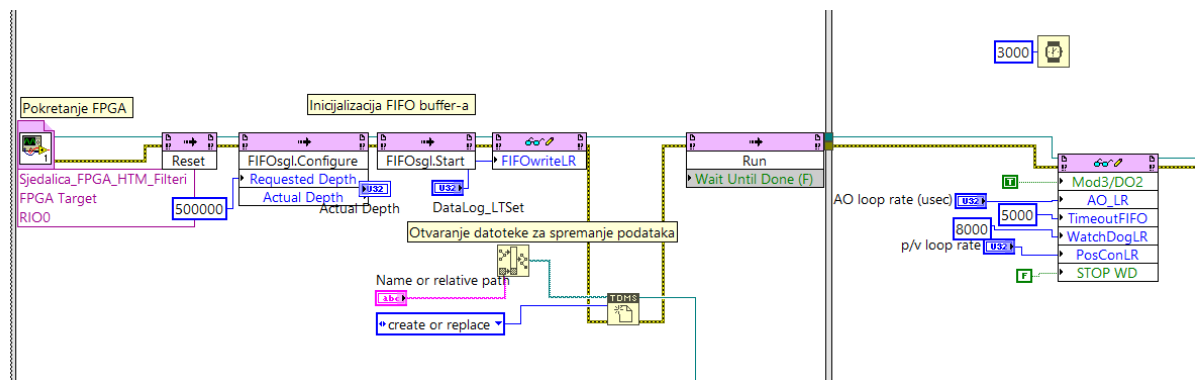 3000
Pokretanje FPGA
Inicijalizacija FIFO buffer-a
1
Reset
FIFOsgl.Configure
Requested Depth
Actual Depth
FIFOsgl.Start
FIFOwriteLR
Run
Wait Until Done (F)
Sjedalica_FPGA_HTM_Filteri
FPGA Target
RIO0
500000
U32
Actual Depth
U32
DataLog_LTSet
Otvaranje datoteke za spremanje podataka
Name or relative path
abc
create or replace
TDMS
T
Mod3/DO2
AO loop rate (usec)
U32
AO_LR
5000
TimeoutFIFO
8000
WatchDogLR
p/v loop rate
U32
PosConLR
F
STOP WD